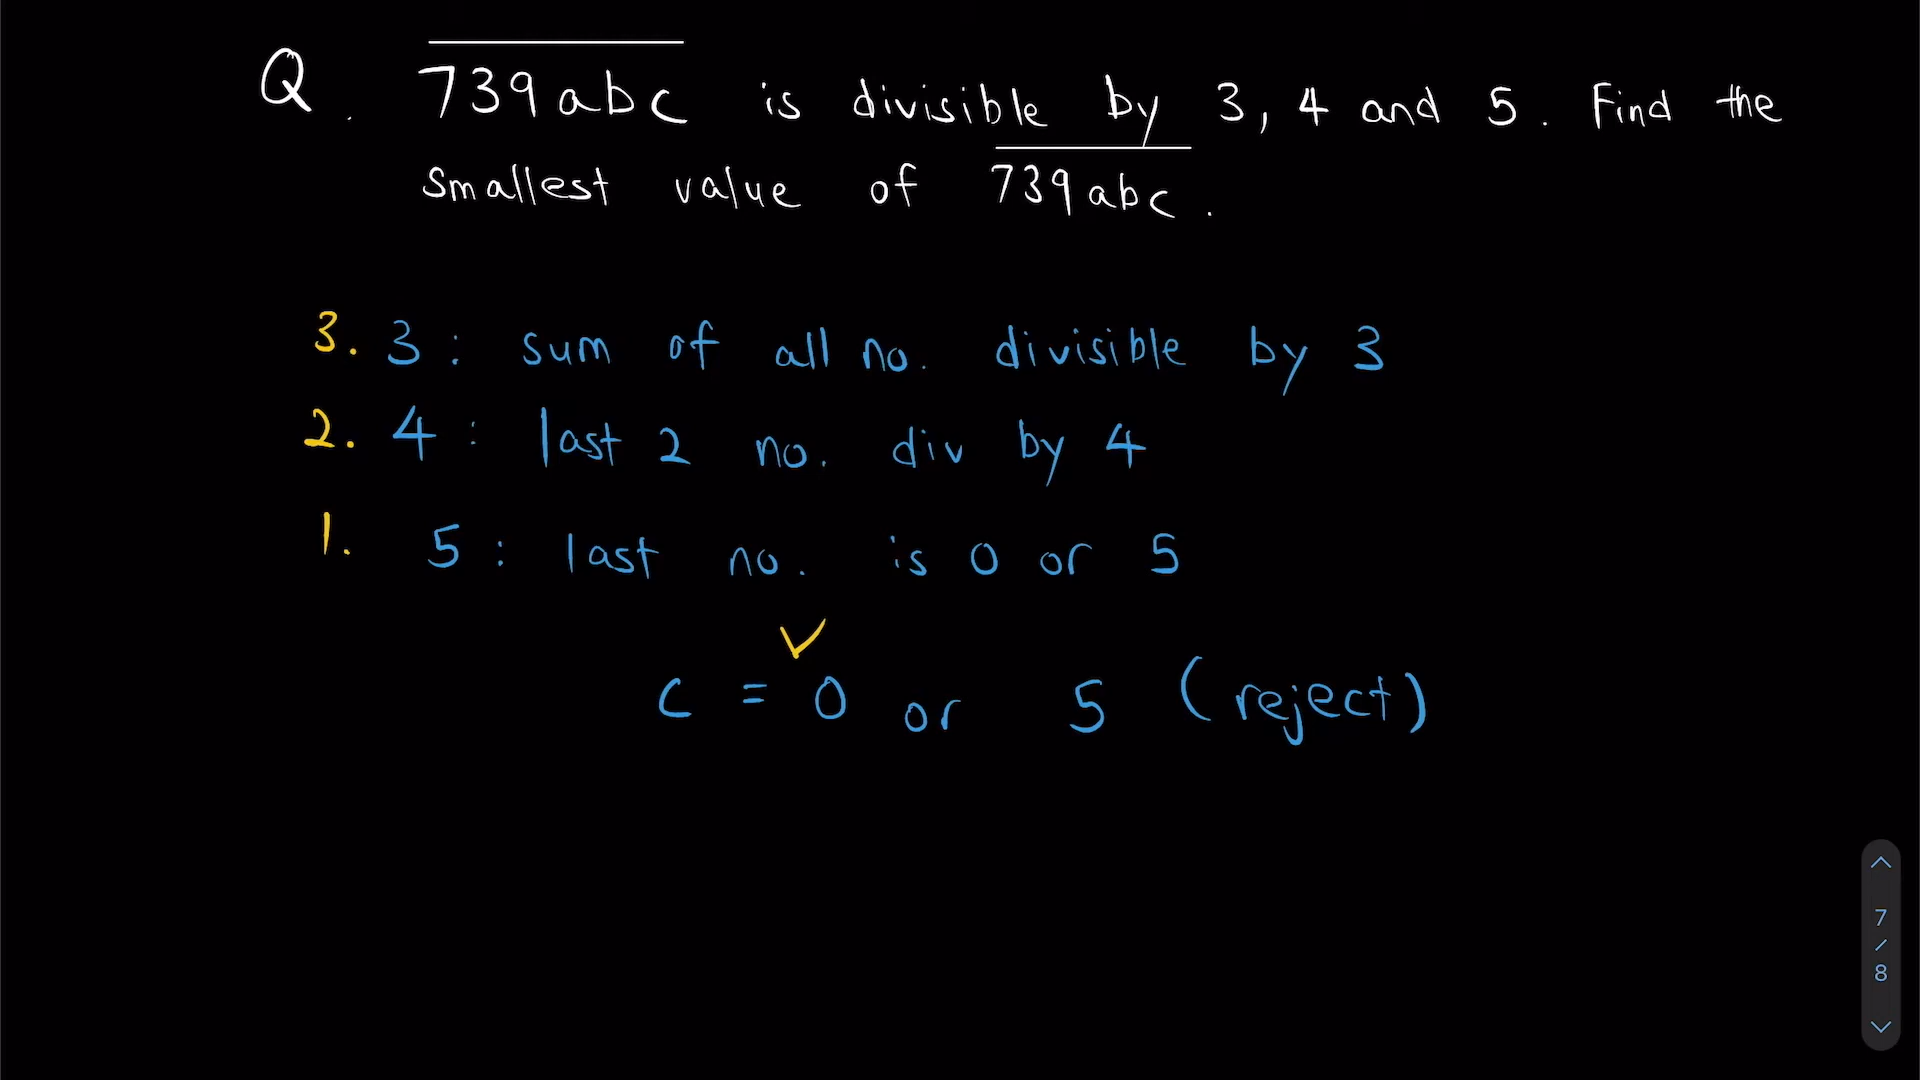 Q. 739abc is divisible by 3, 4 and 5. Find the
smallest value of 739abc.
3. 3: sum of all no. divisible by 3
2. 4: last 2 no. div by 4
1. 5: last no. is 0 or 5
c = 0 or 5 (reject)
7
/
8